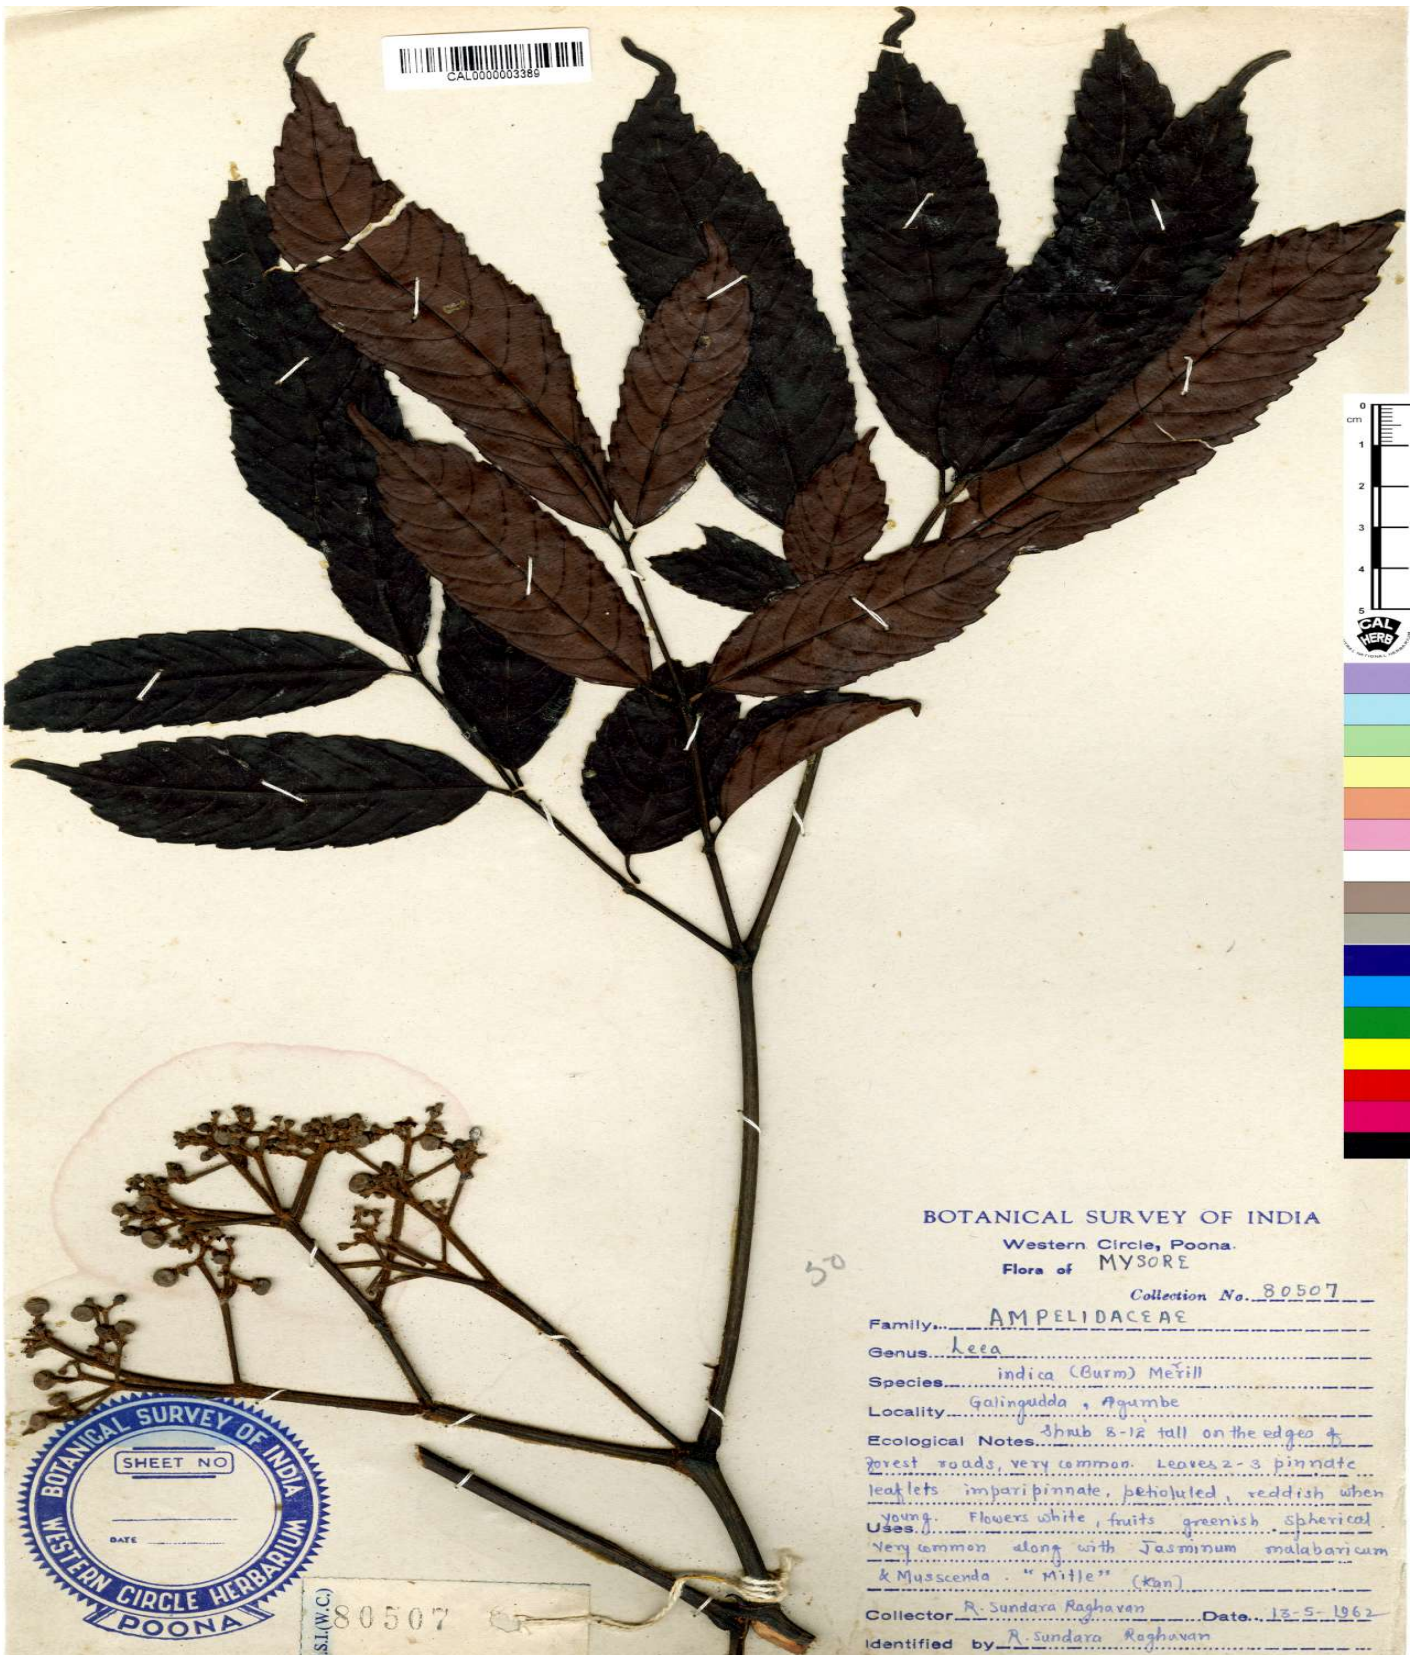 CAL0000003389
0
cm
1
2
3
4
5
CAL
HERB
50
BOTANICAL SURVEY OF INDIA
Western Circle, Poona.
Flora of MYSORE
Collection No. 80507
Family. AMPELIDACEAE
Genus Leea
Species indica (Burm) Merill
Locality Galingudda, Agumbe
Ecological Notes Shrub 8-12 tall on the edges of
forest roads, very common. Leaves 2-3 pinnate
leaflets imparipinnate, petioluled, reddish when
young. Flowers white, fruits greenish spherical.
Uses
Very common along with Jasminum malabaricum
& Musscenda. "Mitle" (Kan)
Collector R. Sundara Raghavan Date 13-5-1962
Identified by R. Sundara Raghavan
BOTANICAL SURVEY OF INDIA
SHEET NO
DATE
WESTERN CIRCLE HERBARIUM
POONA
S.I.(W.C.)
80507